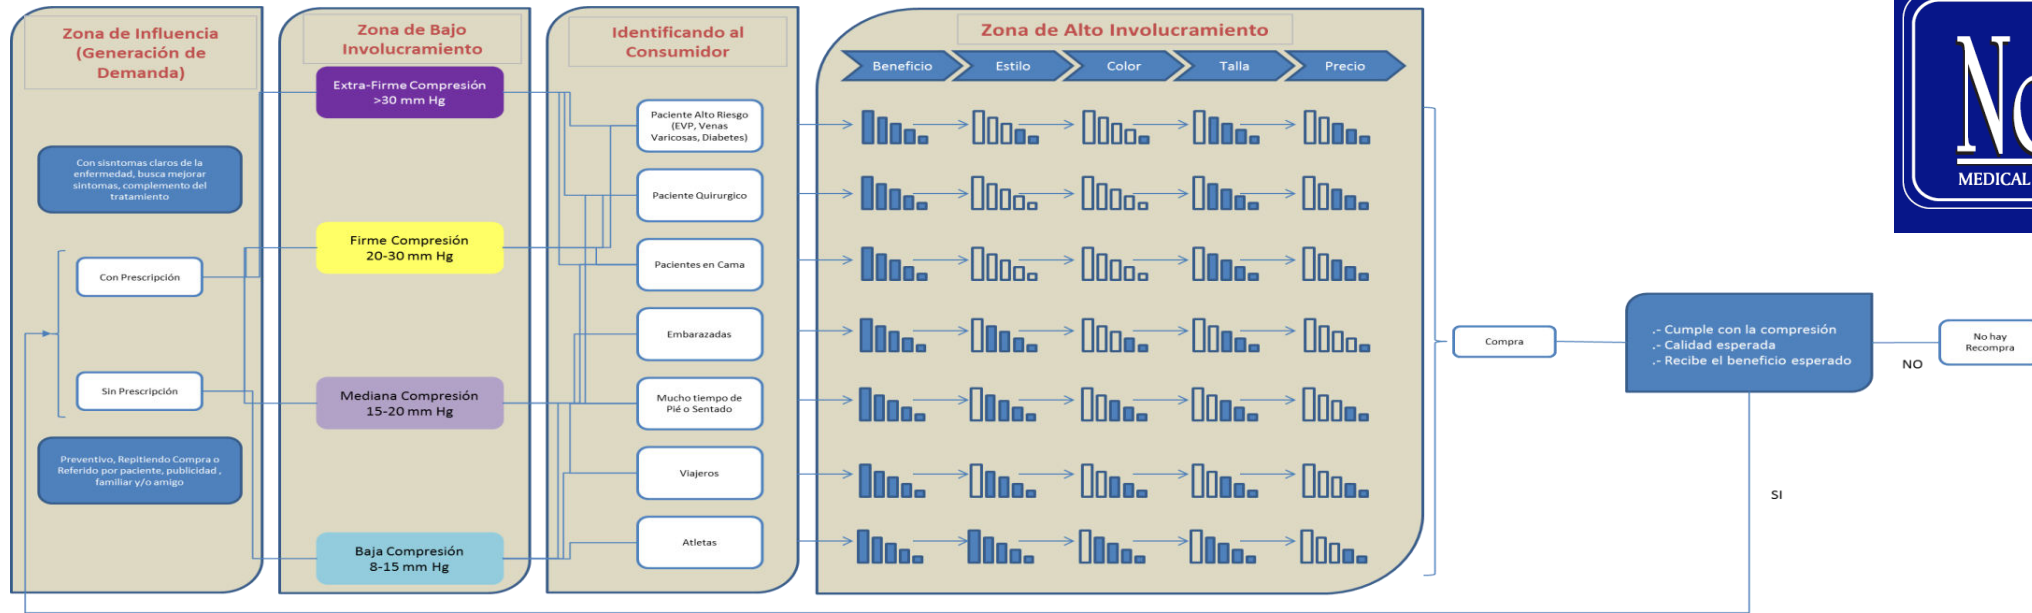 Zona de Influencia
(Generación de
Demanda)
Con sisntomas claros de la
enfermedad, busca mejorar
sintomas, complemento del
tratamiento
Con Prescripción
Sin Prescripción
Preventivo, Repitiendo Compra o
Referido por paciente, publicidad ,
familiar y/o amigo
Zona de Bajo
Involucramiento
Extra-Firme Compresión
>30 mm Hg
Firme Compresión
20-30 mm Hg
Mediana Compresión
15-20 mm Hg
Baja Compresión
8-15 mm Hg
Identificando al
Consumidor
Paciente Alto Riesgo
(EVP, Venas
Varicosas, Diabetes)
Paciente Quirurgico
Pacientes en Cama
Embarazadas
Mucho tiempo de
Pié o Sentado
Viajeros
Atletas
Zona de Alto Involucramiento
Beneficio
Estilo
Color
Talla
Precio
Compra
.- Cumple con la compresión
.- Calidad esperada
.- Recibe el beneficio esperado
NO
No hay
Recompra
SI
MEDICAL